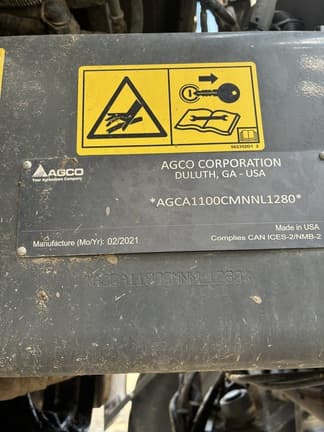 AGCO CORPORATION
DULUTH, GA - USA
AGCO
Your Agriculture Company
*AGCA1100CMNNL1280*
Made in USA
Manufacture (Mo/Yr): 02/2021
Complies CAN ICES-2/NMB-2
*AGCA1100CMNNL1280*